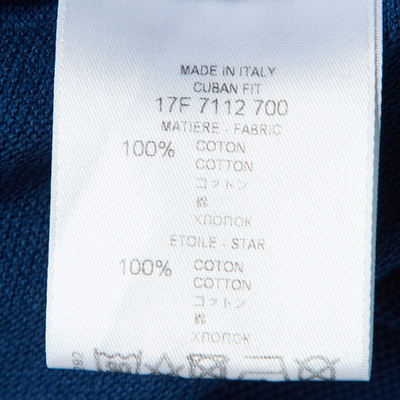 MADE IN ITALY
CUBAN FIT
17F 7112 700
MATIERE - FABRIC
100% COTON
COTTON
コットン
棉
ХЛОПОК
ETOILE - STAR
100% COTON
COTTON
コットン
棉
ХЛОПОК